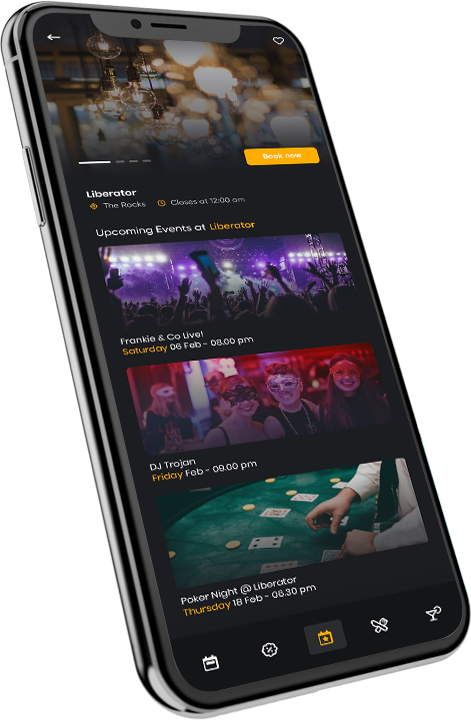 Book now
Liberator
The Rocks Closes at 12:00 am
Upcoming Events at Liberator
Frankie & Co Live!
Saturday 06 Feb - 08.00 pm
DJ Trojan
Friday Feb - 09.00 pm
Poker Night @ Liberator
Thursday 18 Feb - 06.30 pm